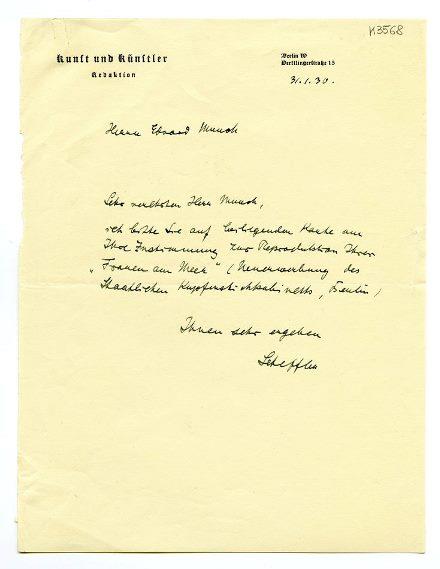 K3568
Kunst und Künstler
Redaktion
Berlin W
Derfflingerstraße 15
31.1.30.
Herrn Edvard Munch
Sehr verehrter Herr Munch,
ich bitte Sie auf beiliegender Karte um
Ihre Zustimmung zur Reproduktion Ihrer
„Frauen am Meer“ (Neuerwerbung des
Staatlichen Kupferstichkabinetts, Berlin)
Ihnen sehr ergeben
Scheffler